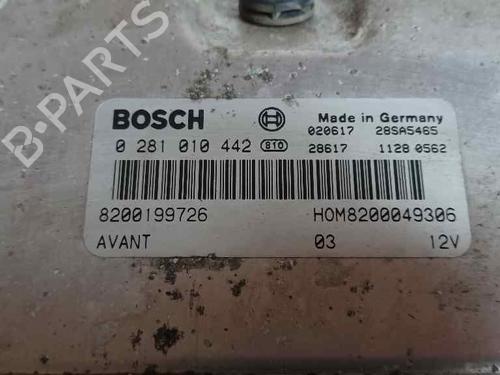 BOSCH Made in Germany
020617 28SA5465
0 281 010 442 810 28617 1128 0562
8200199726 HOM8200049306
AVANT 03 12V
B-PARTS